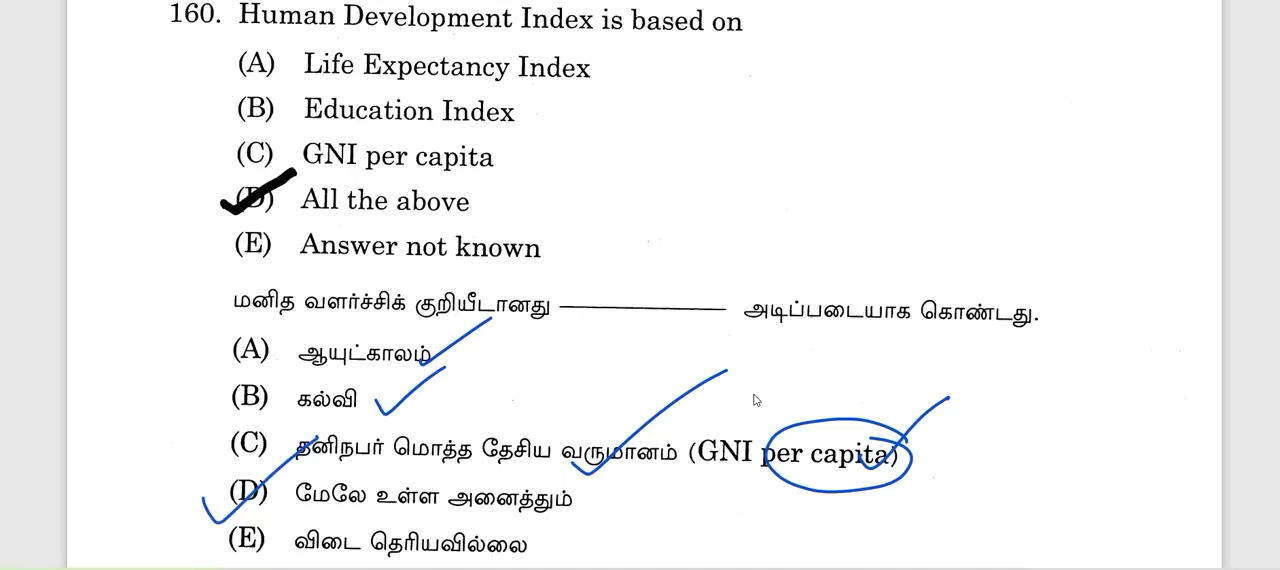 160. Human Development Index is based on
(A) Life Expectancy Index
(B) Education Index
(C) GNI per capita
(D) All the above
(E) Answer not known
மனித வளர்ச்சிக் குறியீடானது ——— அடிப்படையாக கொண்டது.
(A) ஆயுட்காலம்
(B) கல்வி
(C) தனிநபர் மொத்த தேசிய வருமானம் (GNI per capita)
(D) மேலே உள்ள அனைத்தும்
(E) விடை தெரியவில்லை